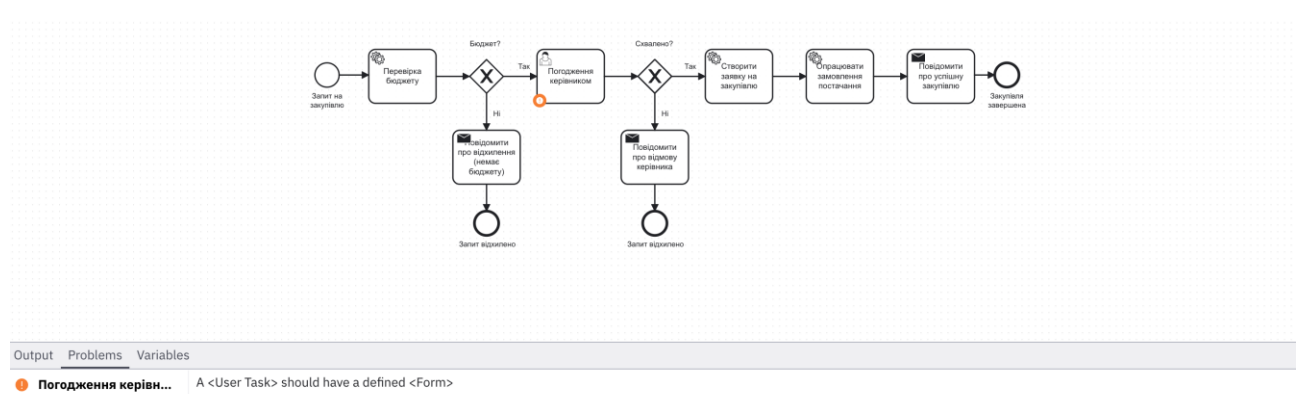 Бюджет?
Схвалено?
Перевірка
бюджету
Так
Погодження
керівником
Так
Створити
заявку на
закупівлю
Опрацювати
замовлення
постачання
Повідомити
про успішну
закупівлю
Запит на
закупівлю
Закупівля
завершена
Ні
Ні
Повідомити
про відхилення
(немає
бюджету)
Повідомити
про відмову
керівника
Запит відхилено
Запит відхилено
Output Problems Variables
Погодження керівн... A <User Task> should have a defined <Form>